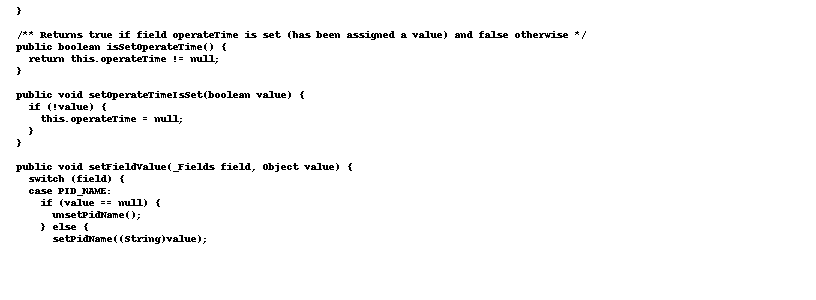 }
/** Returns true if field operateTime is set (has been assigned a value) and false otherwise */
public boolean isSetOperateTime() {
return this.operateTime != null;
}
public void setOperateTimeIsSet(boolean value) {
if (!value) {
this.operateTime = null;
}
}
public void setFieldValue(_Fields field, Object value) {
switch (field) {
case PID_NAME:
if (value == null) {
unsetPidName();
} else {
setPidName((String)value);